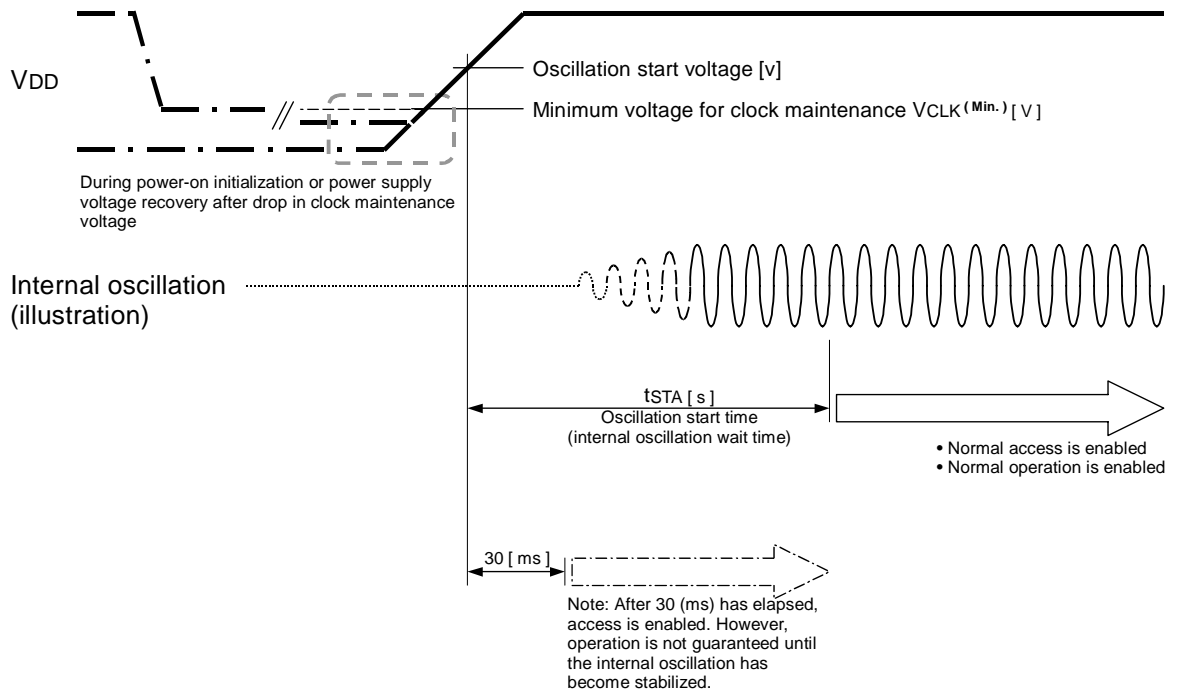 VDD
Oscillation start voltage [v]
Minimum voltage for clock maintenance VCLK(Min.) [ V ]
During power-on initialization or power supply
voltage recovery after drop in clock maintenance
voltage
Internal oscillation
(illustration)
tSTA [ s ]
Oscillation start time
(internal oscillation wait time)
• Normal access is enabled
• Normal operation is enabled
30 [ ms ]
Note: After 30 (ms) has elapsed,
access is enabled. However,
operation is not guaranteed until
the internal oscillation has
become stabilized.